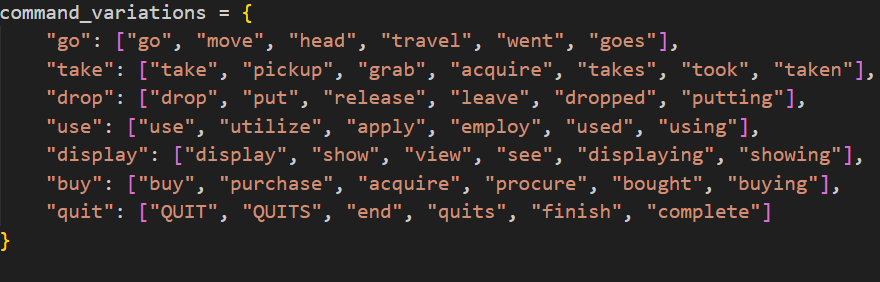 command_variations = {
    "go": ["go", "move", "head", "travel", "went", "goes"],
    "take": ["take", "pickup", "grab", "acquire", "takes", "took", "taken"],
    "drop": ["drop", "put", "release", "leave", "dropped", "putting"],
    "use": ["use", "utilize", "apply", "employ", "used", "using"],
    "display": ["display", "show", "view", "see", "displaying", "showing"],
    "buy": ["buy", "purchase", "acquire", "procure", "bought", "buying"],
    "quit": ["QUIT", "QUITS", "end", "quits", "finish", "complete"]
}